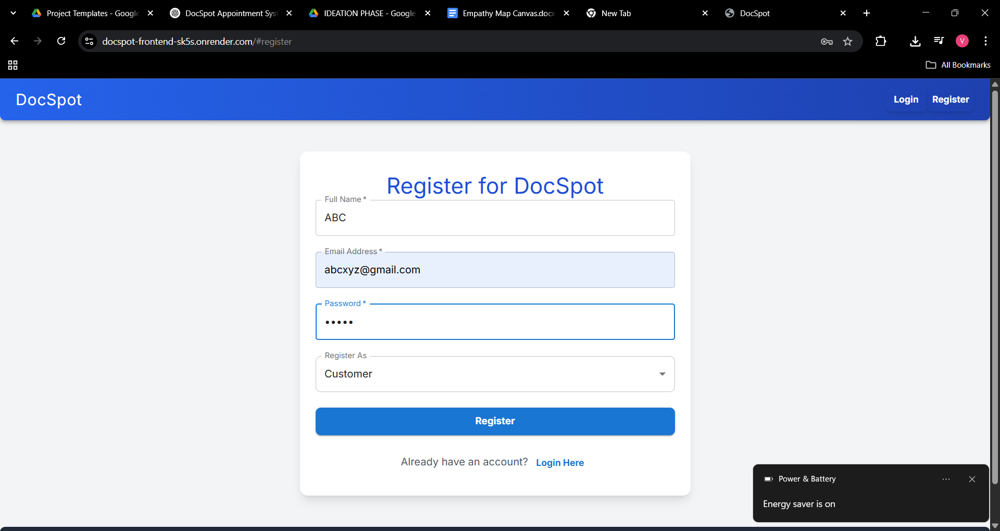 Project Templates - Google
DocSpot Appointment Sys
IDEATION PHASE - Google
Empathy Map Canvas.docx
New Tab
DocSpot
docspot-frontend-sk5s.onrender.com/#register
V
All Bookmarks
DocSpot
Login
Register
Register for DocSpot
Full Name *
ABC
Email Address *
abcxyz@gmail.com
Password *
•••••
Register As
Customer
Register
Already have an account? Login Here
Power & Battery
Energy saver is on